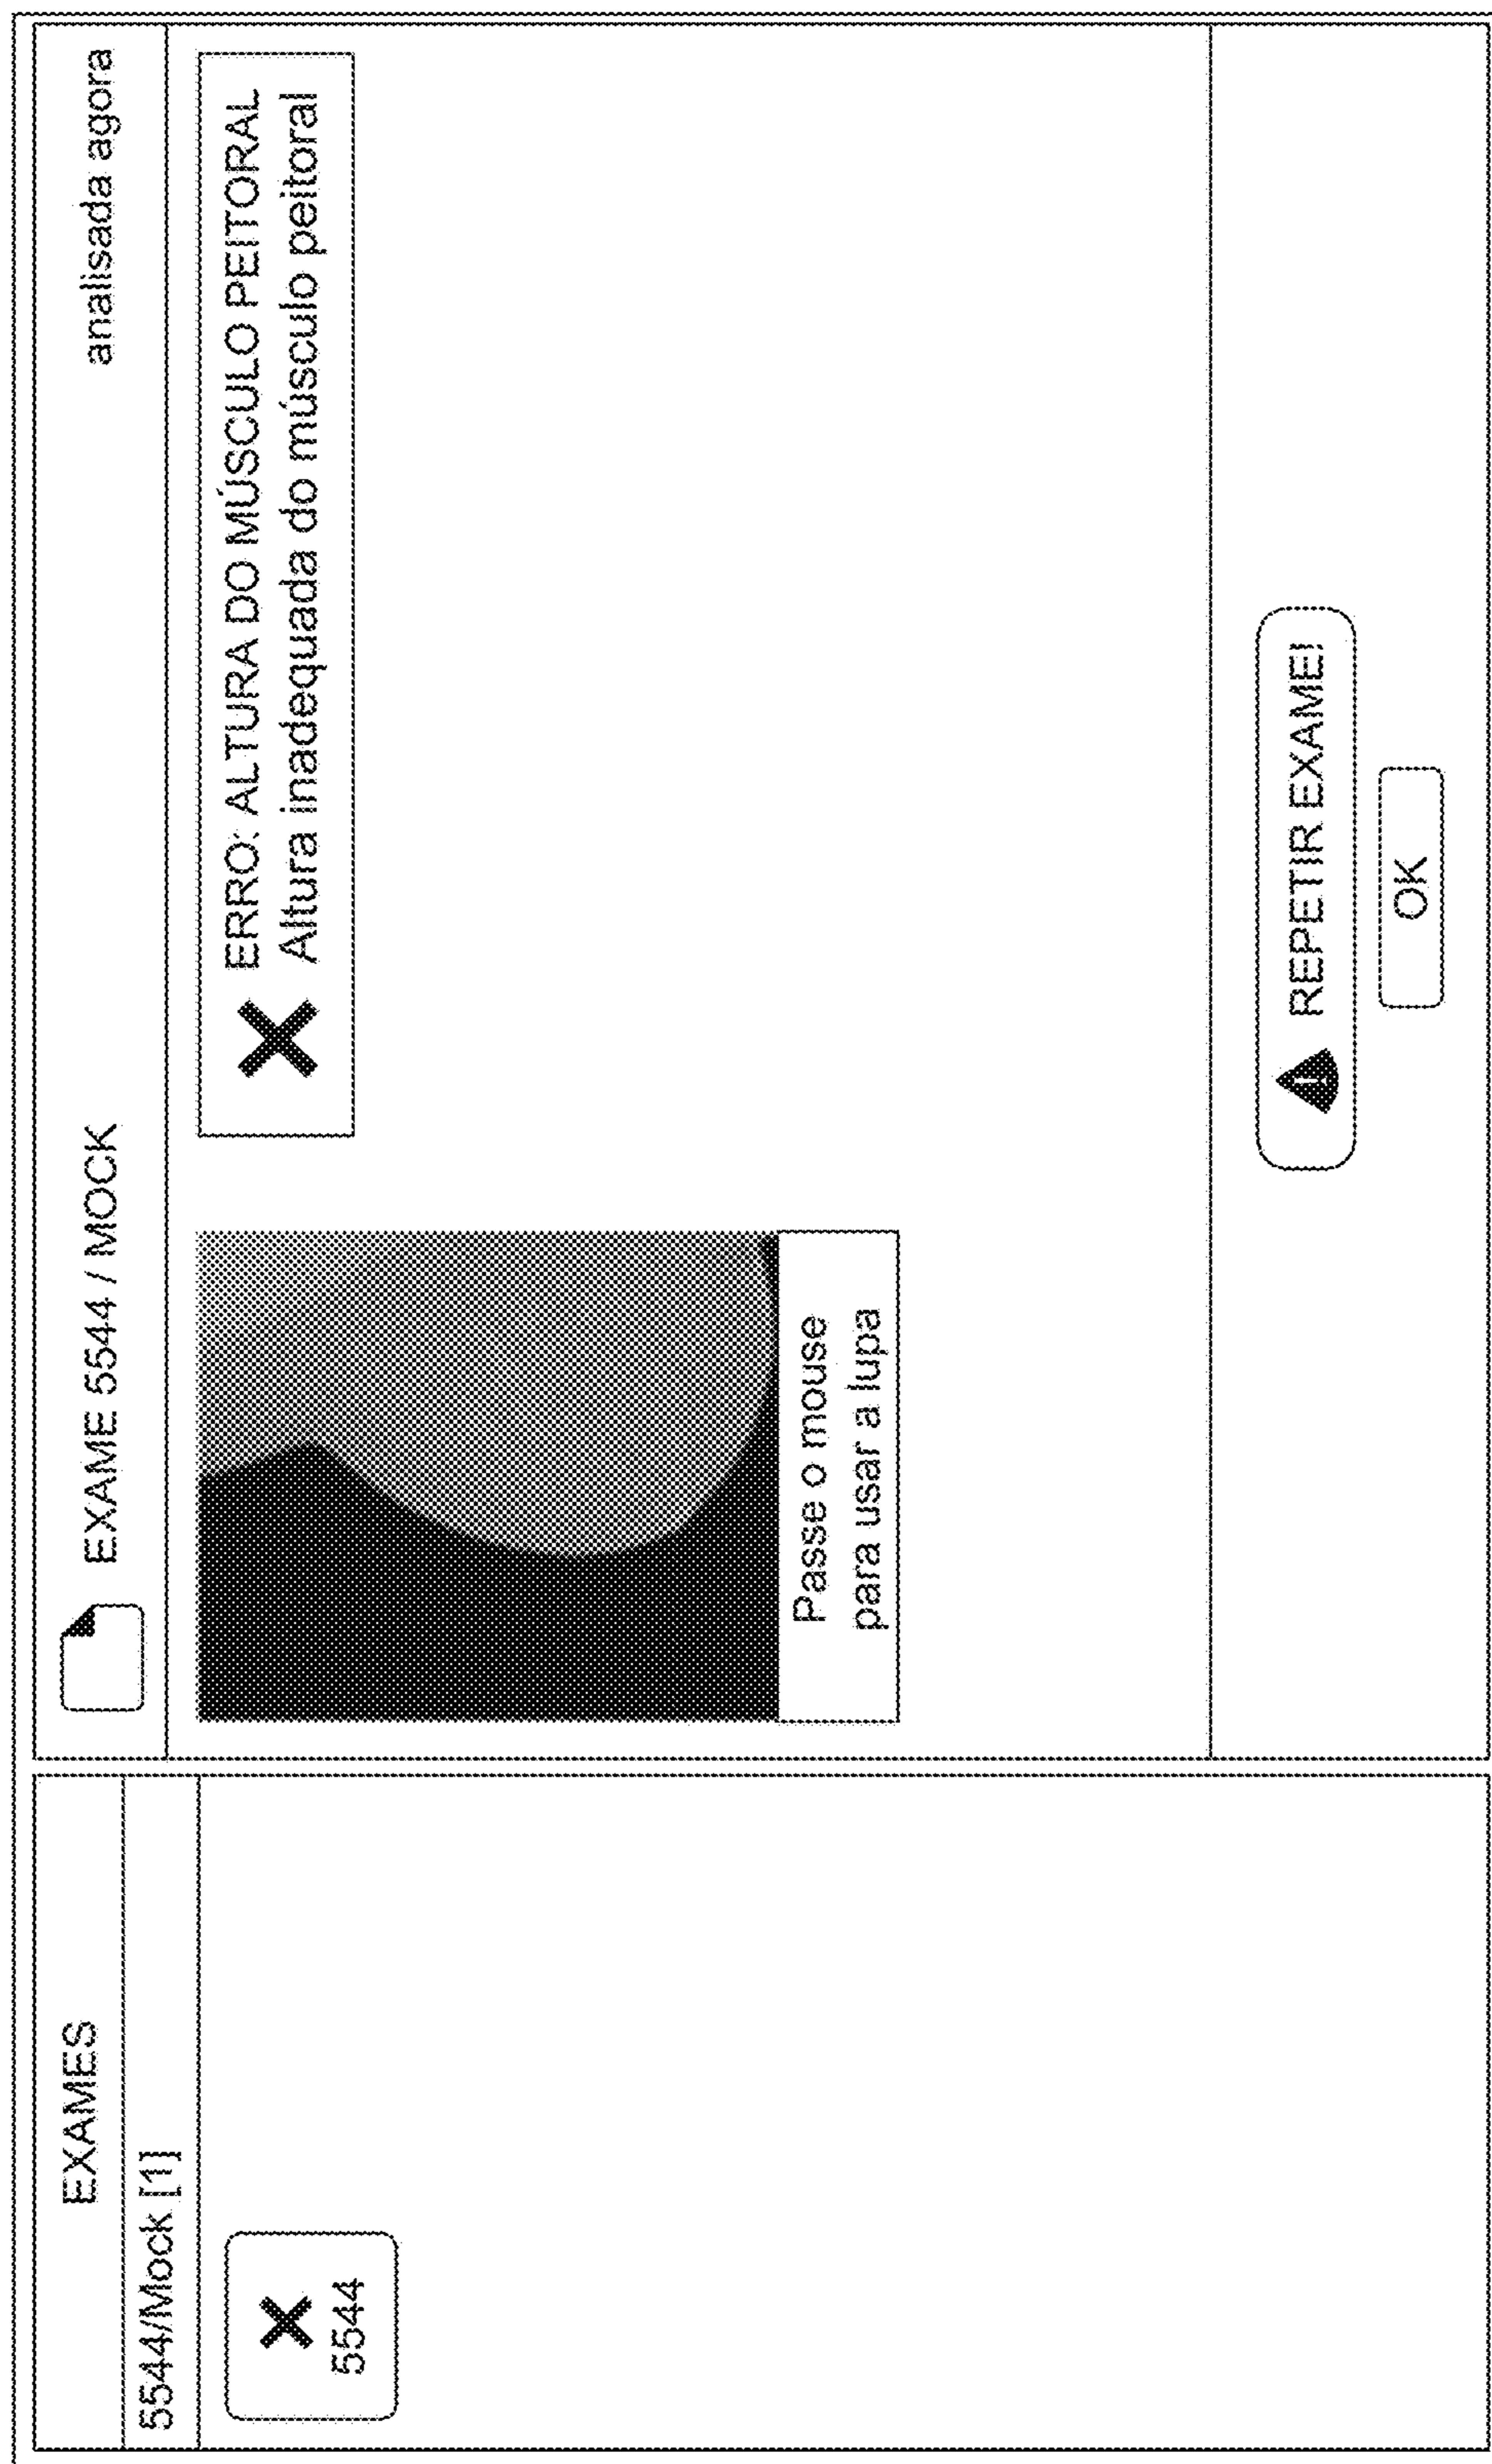 EXAMES
5544/Mock [1]
5544
EXAME 5544 / MOCK
analisada agora
Passe o mouse
para usar a lupa
ERRO: ALTURA DO MÚSCULO PEITORAL
Altura inadequada do músculo peitoral
REPETIR EXAME!
OK